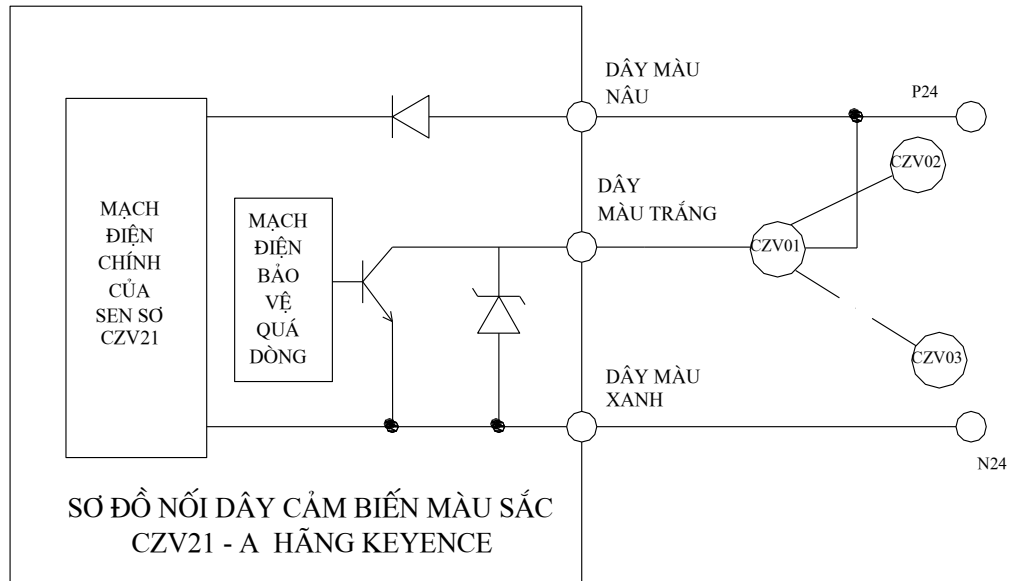 DÂY MÀU
NÂU
P24
CZV02
DÂY
MÀU TRẮNG
CZV01
MẠCH
ĐIỆN
CHÍNH
CỦA
SEN SƠ
CZV21
MẠCH
ĐIỆN
BẢO
VỆ
QUÁ
DÒNG
CZV03
DÂY MÀU
XANH
N24
SƠ ĐỒ NỐI DÂY CẢM BIẾN MÀU SẮC
CZV21 - A HÃNG KEYENCE